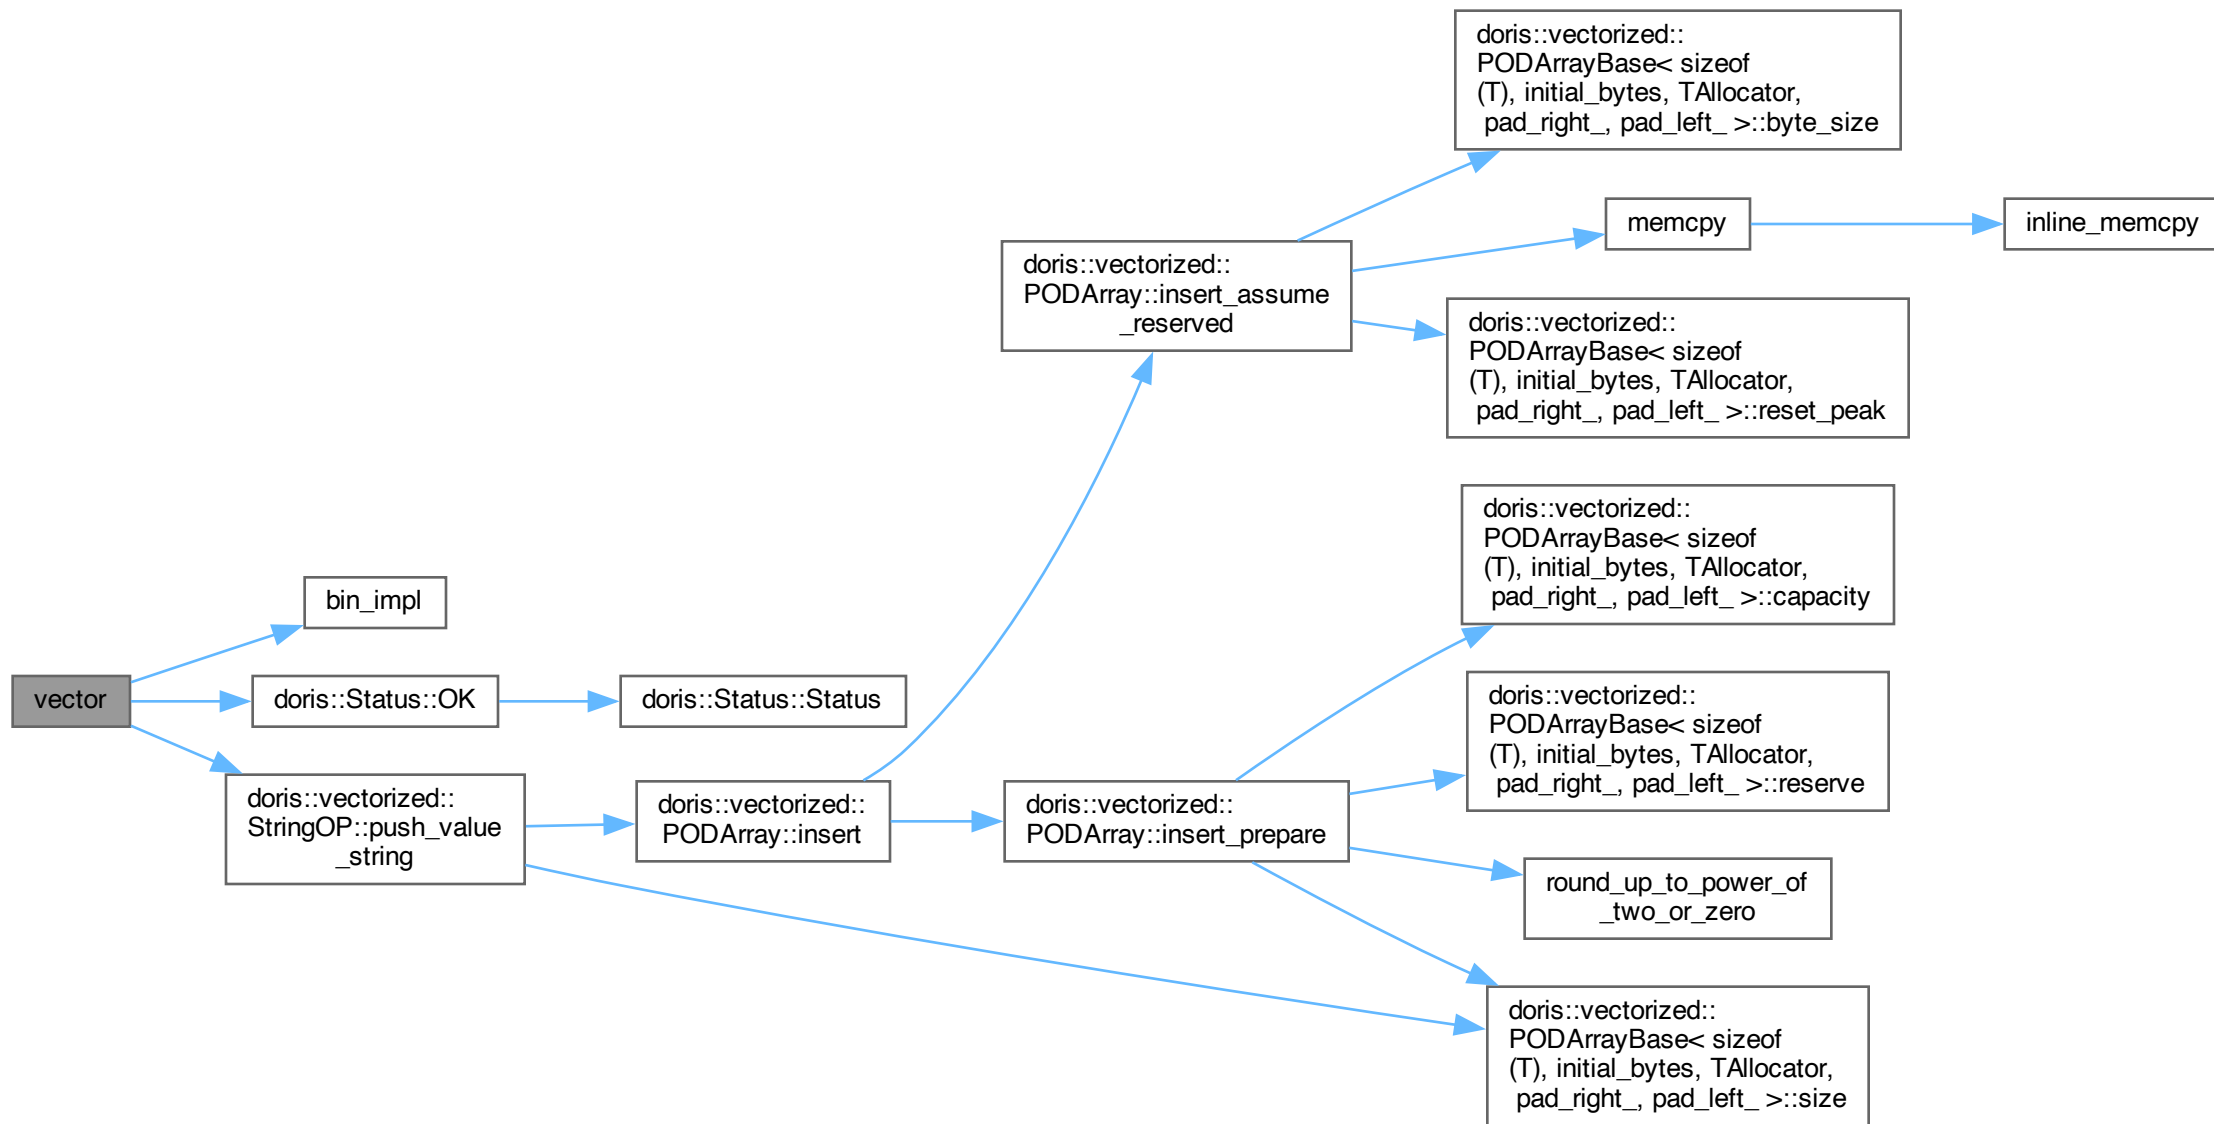 doris::vectorized::
PODArrayBase< sizeof
(T), initial_bytes, TAllocator,
pad_right_, pad_left_ >::byte_size
memcpy
inline_memcpy
doris::vectorized::
PODArray::insert_assume
_reserved
doris::vectorized::
PODArrayBase< sizeof
(T), initial_bytes, TAllocator,
pad_right_, pad_left_ >::reset_peak
doris::vectorized::
PODArrayBase< sizeof
(T), initial_bytes, TAllocator,
pad_right_, pad_left_ >::capacity
bin_impl
vector
doris::Status::OK
doris::Status::Status
doris::vectorized::
PODArrayBase< sizeof
(T), initial_bytes, TAllocator,
pad_right_, pad_left_ >::reserve
doris::vectorized::
StringOP::push_value
_string
doris::vectorized::
PODArray::insert
doris::vectorized::
PODArray::insert_prepare
round_up_to_power_of
_two_or_zero
doris::vectorized::
PODArrayBase< sizeof
(T), initial_bytes, TAllocator,
pad_right_, pad_left_ >::size